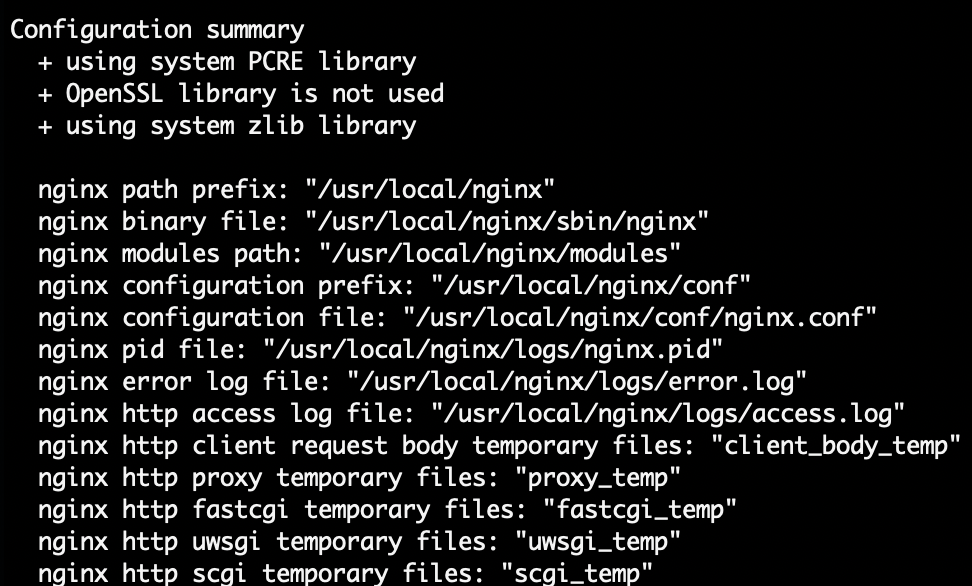 Configuration summary
  + using system PCRE library
  + OpenSSL library is not used
  + using system zlib library

  nginx path prefix: "/usr/local/nginx"
  nginx binary file: "/usr/local/nginx/sbin/nginx"
  nginx modules path: "/usr/local/nginx/modules"
  nginx configuration prefix: "/usr/local/nginx/conf"
  nginx configuration file: "/usr/local/nginx/conf/nginx.conf"
  nginx pid file: "/usr/local/nginx/logs/nginx.pid"
  nginx error log file: "/usr/local/nginx/logs/error.log"
  nginx http access log file: "/usr/local/nginx/logs/access.log"
  nginx http client request body temporary files: "client_body_temp"
  nginx http proxy temporary files: "proxy_temp"
  nginx http fastcgi temporary files: "fastcgi_temp"
  nginx http uwsgi temporary files: "uwsgi_temp"
  nginx http scgi temporary files: "scgi_temp"